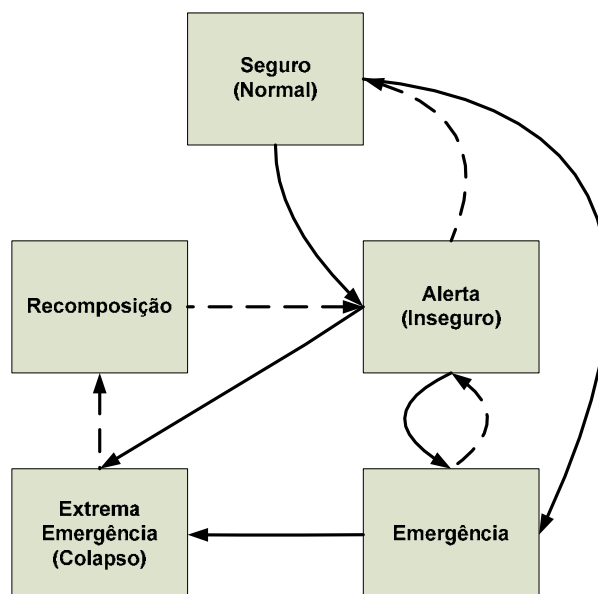 Seguro
(Normal)
Recomposição
Alerta
(Inseguro)
Extrema
Emergência
(Colapso)
Emergência